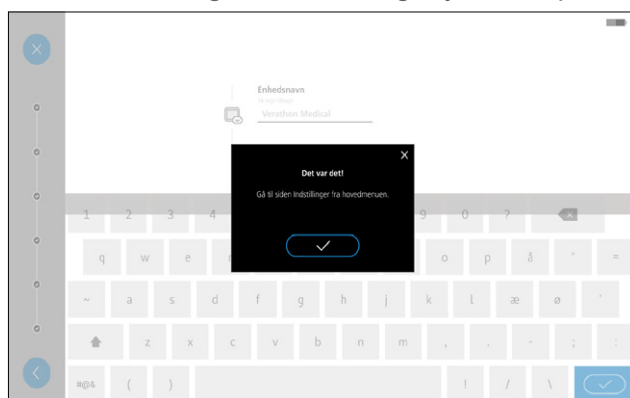 Enhedsnavn
Verathon Medical
Det var det!
Gå til siden Indstillinger fra hovedmenuen.
1 2 3 4 9 0 ?
q w e o p å =
~ a s d f g h j k l æ ø '
z x c v b n m , . - ; :
#@& ( ) ! / \